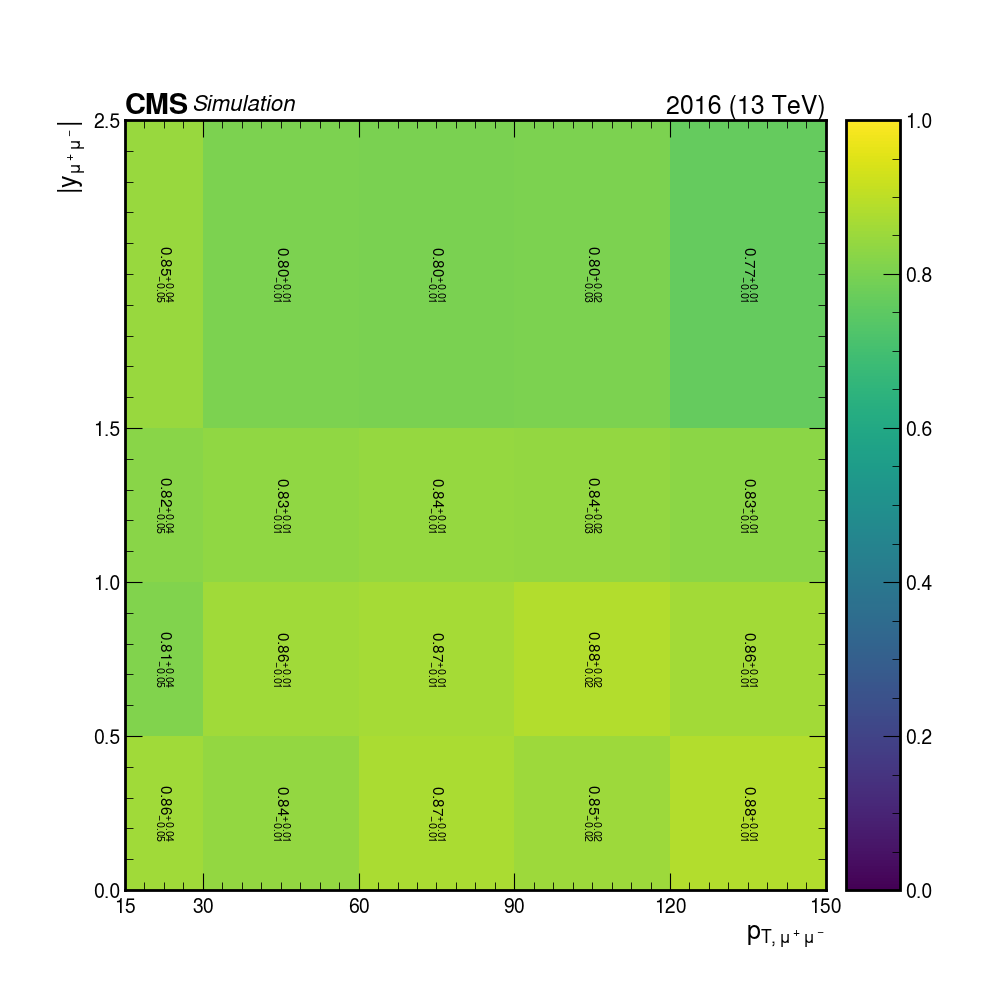 CMS Simulation 2016 (13 TeV)
|y μ⁺ μ⁻ |
2.5
1.5
1.0
0.5
0.0
0.85 +0.04 −0.05
0.80 +0.01 −0.01
0.80 +0.01 −0.01
0.80 +0.02 −0.03
0.77 +0.01 −0.01
0.82 +0.04 −0.05
0.83 +0.01 −0.01
0.84 +0.01 −0.01
0.84 +0.02 −0.03
0.83 +0.01 −0.01
0.81 +0.04 −0.05
0.86 +0.01 −0.01
0.87 +0.01 −0.01
0.88 +0.02 −0.02
0.86 +0.01 −0.01
0.86 +0.04 −0.05
0.84 +0.01 −0.01
0.87 +0.01 −0.01
0.85 +0.02 −0.02
0.88 +0.01 −0.01
15 30 60 90 120 150
p T, μ⁺ μ⁻
1.0
0.8
0.6
0.4
0.2
0.0